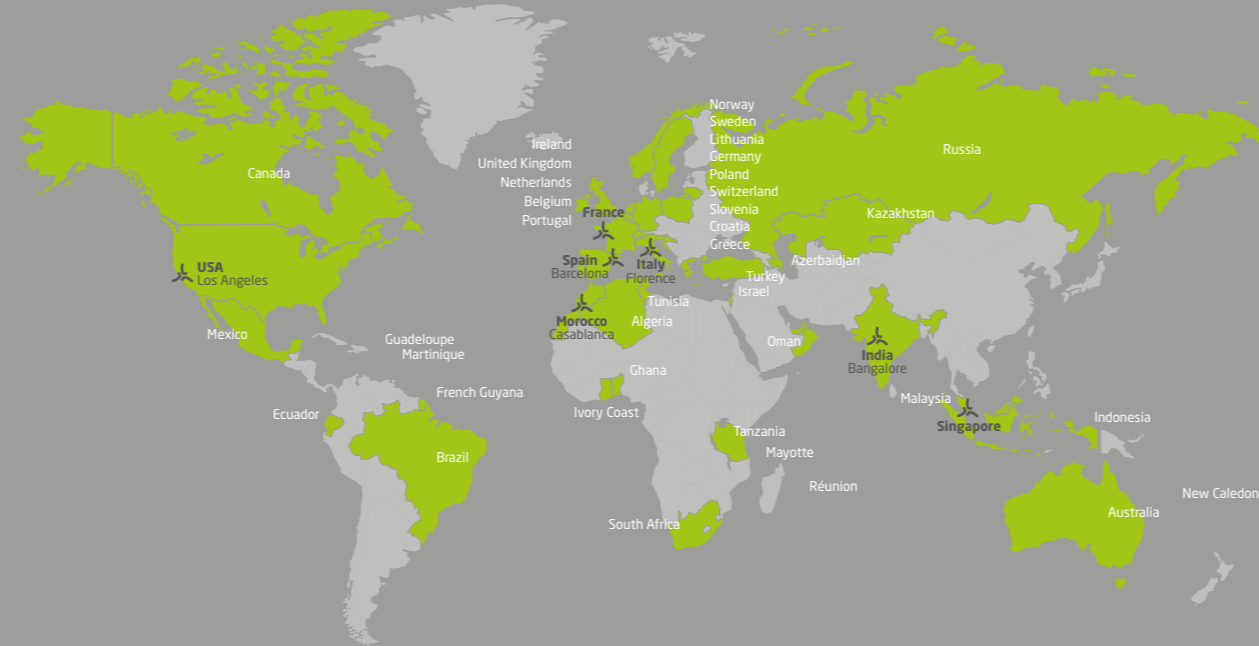 Norway
Sweden
Ireland
Lithuania
Germany
United Kingdom
Netherlands
Poland
Switzerland
Belgium
Slovenia
Portugal
Croatia
Greece
France
Russia
Canada
Kazakhstan
Spain
Barcelona
Italy
Florence
Azerbaidjan
Turkey
Israel
USA
Los Angeles
Tunisia
Morocco
Casablanca
Algeria
Mexico
Guadeloupe
Martinique
Oman
India
Bangalore
Ghana
French Guyana
Ivory Coast
Ecuador
Malaysia
Singapore
Indonesia
Tanzania
Brazil
Mayotte
Réunion
New Caledon
Australia
South Africa